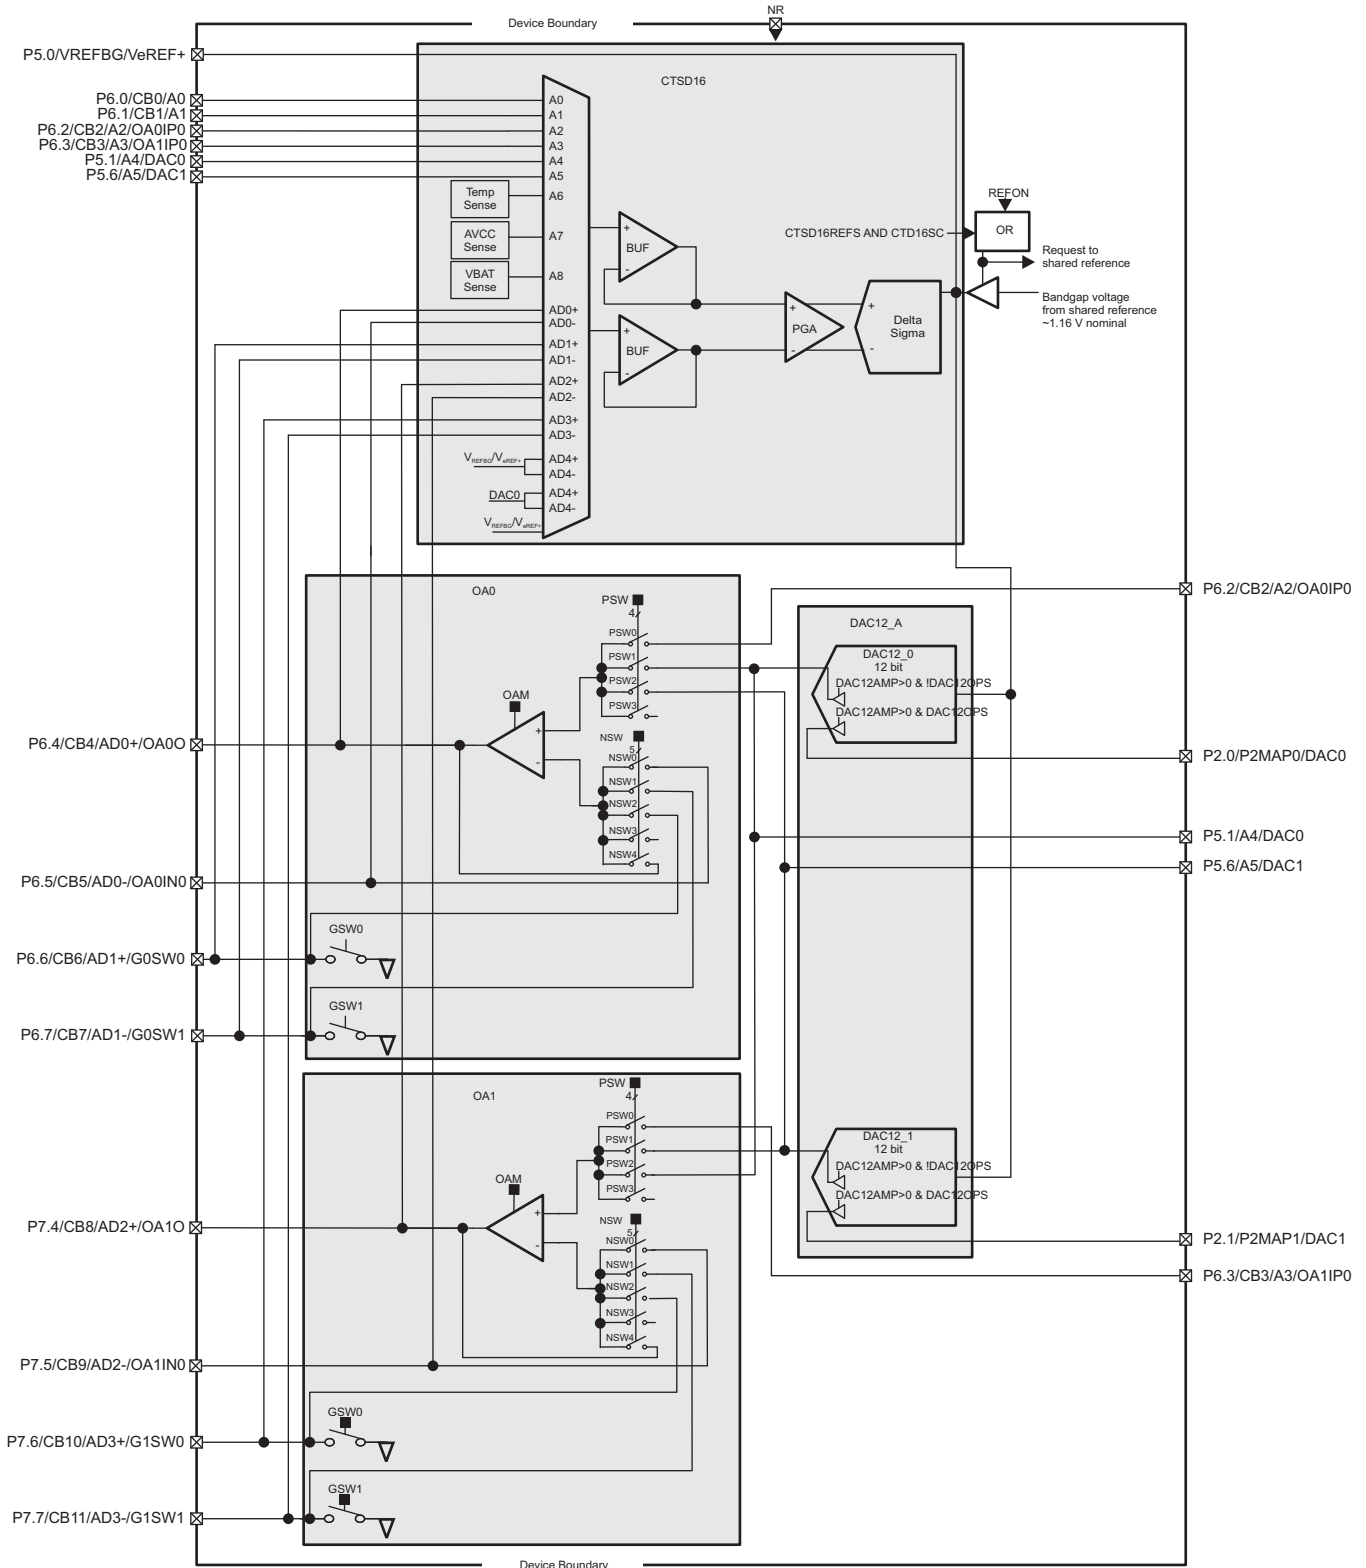 Device Boundary
NR
P5.0/VREFBG/VeREF+
CTSD16
P6.0/CB0/A0
P6.1/CB1/A1
P6.2/CB2/A2/OA0IP0
P6.3/CB3/A3/OA1IP0
P5.1/A4/DAC0
P5.6/A5/DAC1
A0
A1
A2
A3
A4
A5
Temp
Sense
A6
AVCC
Sense
A7
VBAT
Sense
A8
AD0+
AD0-
AD1+
AD1-
AD2+
AD2-
AD3+
AD3-
VREFBG/VeREF+
AD4+
AD4-
DAC0
AD4+
AD4-
VREFBG/VeREF+
+
BUF
-
+
BUF
-
+
PGA
-
+
Delta
Sigma
-
REFON
CTSD16REFS AND CTD16SC
OR
Request to
shared reference
Bandgap voltage
from shared reference
~1.16 V nominal
OA0
PSW
4
PSW0
PSW1
PSW2
PSW3
OAM
+
-
NSW
5
NSW0
NSW1
NSW2
NSW3
NSW4
GSW0
GSW1
P6.4/CB4/AD0+/OA0O
P6.5/CB5/AD0-/OA0IN0
P6.6/CB6/AD1+/G0SW0
P6.7/CB7/AD1-/G0SW1
DAC12_A
DAC12_0
12 bit
DAC12AMP>0 & !DAC12OPS
DAC12AMP>0 & DAC12OPS
P6.2/CB2/A2/OA0IP0
P2.0/P2MAP0/DAC0
P5.1/A4/DAC0
P5.6/A5/DAC1
OA1
PSW
4
PSW0
PSW1
PSW2
PSW3
OAM
+
-
NSW
5
NSW0
NSW1
NSW2
NSW3
NSW4
GSW0
GSW1
P7.4/CB8/AD2+/OA1O
P7.5/CB9/AD2-/OA1IN0
P7.6/CB10/AD3+/G1SW0
P7.7/CB11/AD3-/G1SW1
DAC12_1
12 bit
DAC12AMP>0 & !DAC12OPS
DAC12AMP>0 & DAC12OPS
P2.1/P2MAP1/DAC1
P6.3/CB3/A3/OA1IP0
Device Boundary